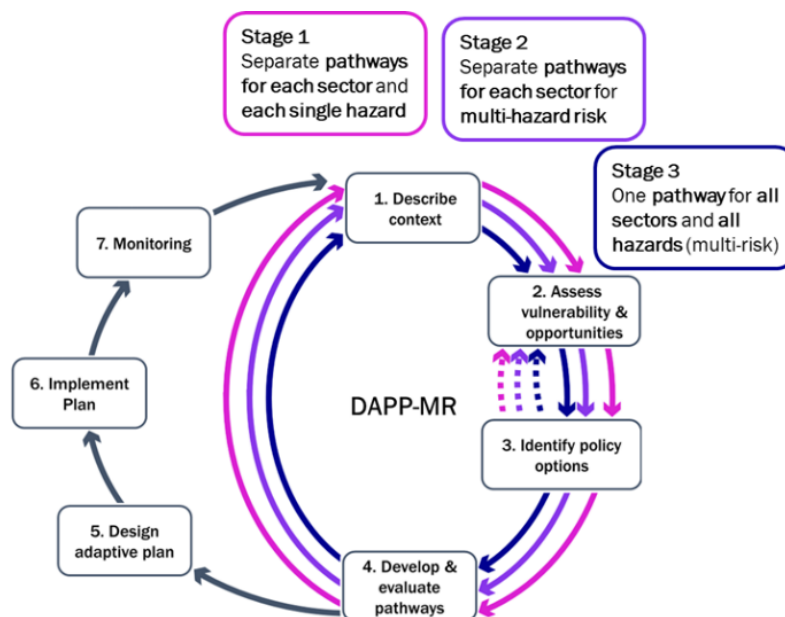 Stage 1
Separate pathways
for each sector and
each single hazard
Stage 2
Separate pathways
for each sector for
multi-hazard risk
Stage 3
One pathway for all
sectors and all
hazards (multi-risk)
1. Describe
context
7. Monitoring
2. Assess
vulnerability &
opportunities
6. Implement
Plan
DAPP-MR
3. Identify policy
options
5. Design
adaptive plan
4. Develop &
evaluate
pathways